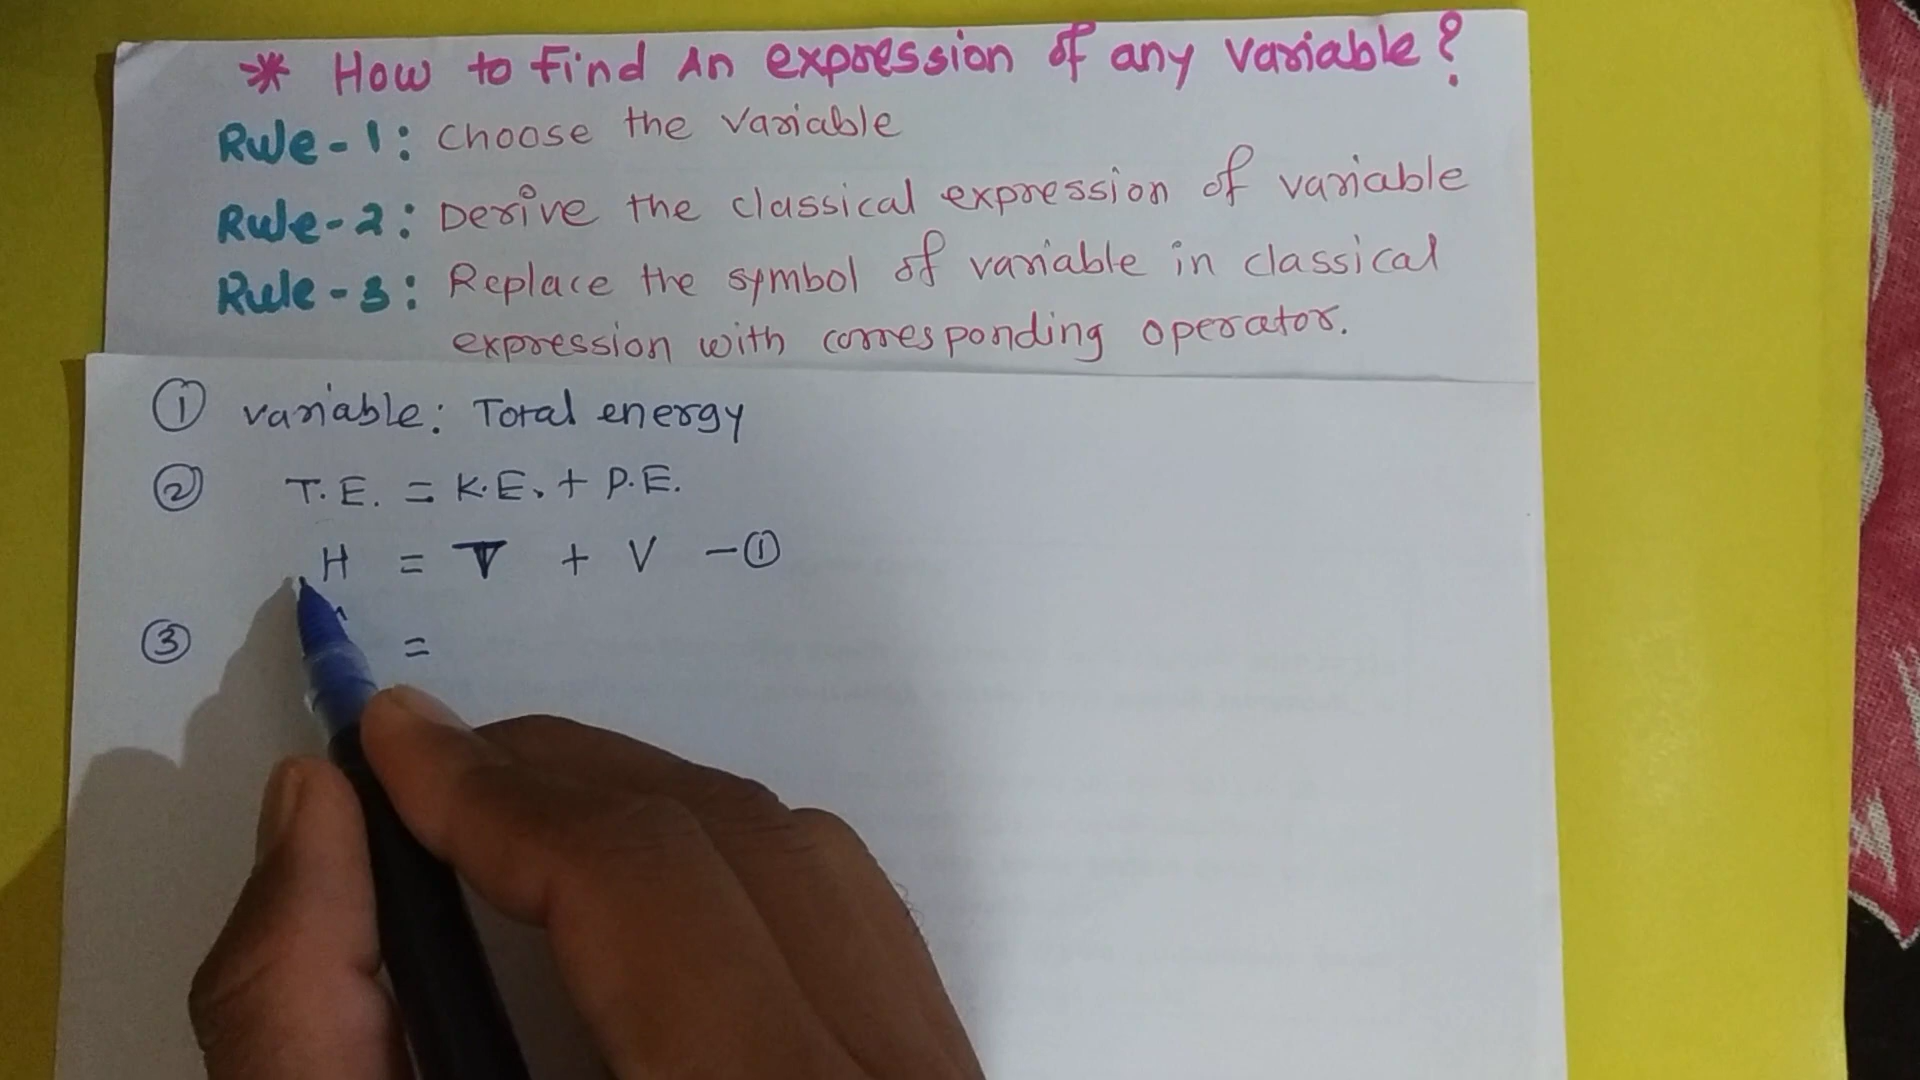 * How to Find An expression of any variable?
Rule-1: choose the variable
Rule-2: Derive the classical expression of variable
Rule-3: Replace the symbol of variable in classical
expression with corresponding operator.
① variable: Total energy
② T.E. = K.E. + P.E.
H = T + V -①
③ =